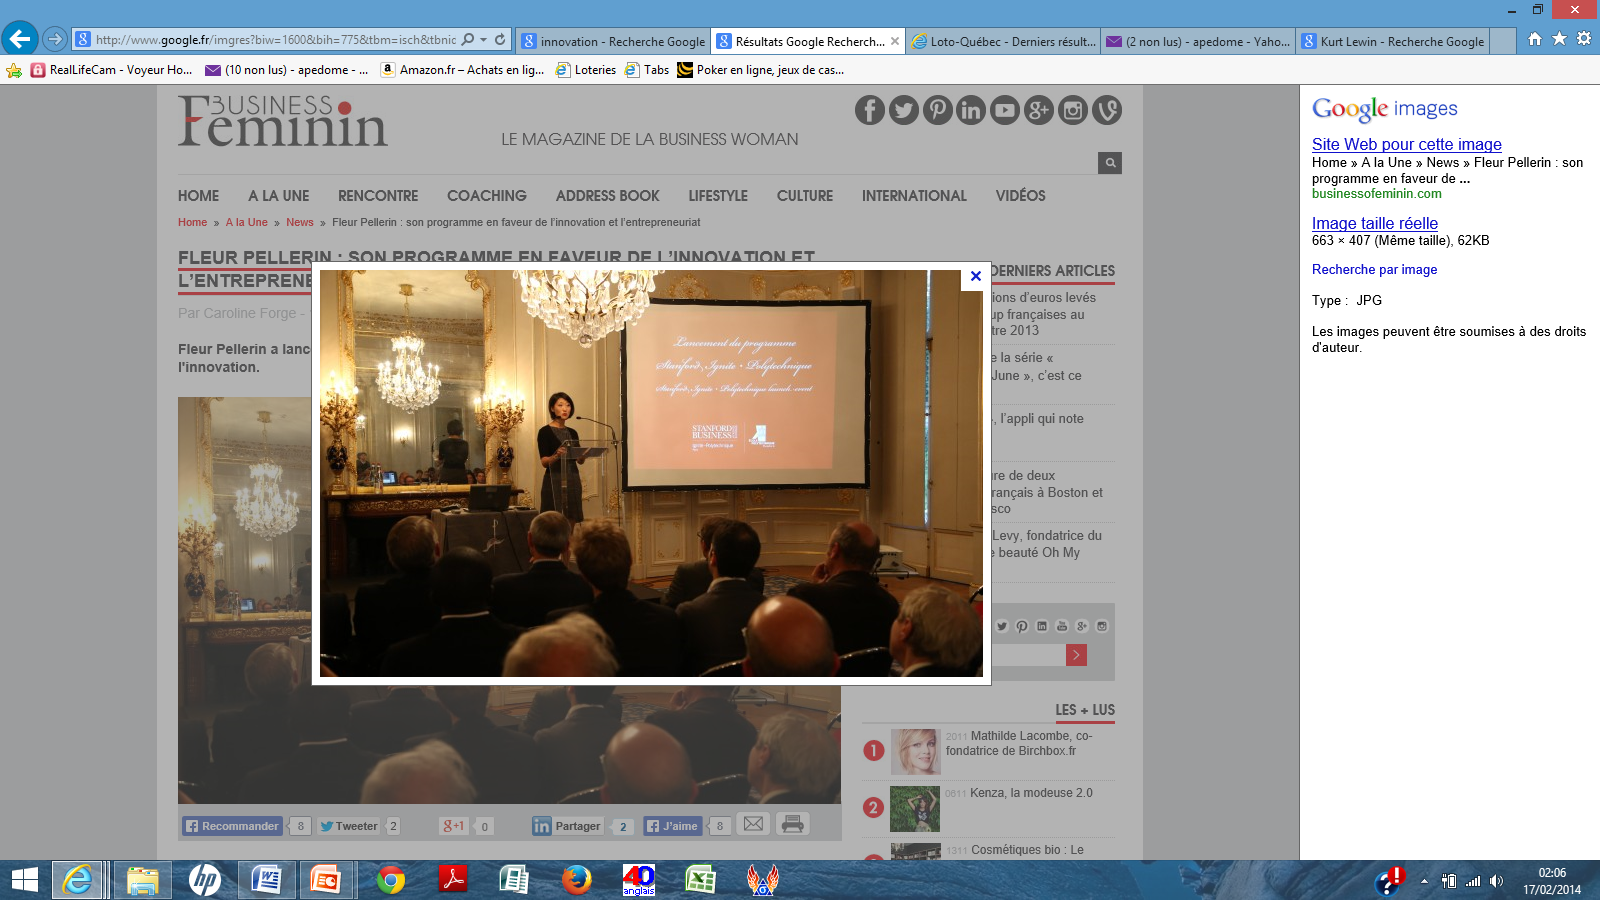 http://www.google.fr/imgres?biw=1600&bih=775&tbm=isch&tbnic
innovation - Recherche Google
Résultats Google Recherch...
Loto-Québec - Derniers résult...
(2 non lus) - apedome - Yaho...
Kurt Lewin - Recherche Google
RealLifeCam - Voyeur Ho...
(10 non lus) - apedome - ...
Amazon.fr – Achats en lig...
Loteries
Tabs
Poker en ligne, jeux de cas...
BUSINESS
Feminin
LE MAGAZINE DE LA BUSINESS WOMAN
HOME
A LA UNE
RENCONTRE
COACHING
ADDRESS BOOK
LIFESTYLE
CULTURE
INTERNATIONAL
VIDÉOS
Home » A la Une » News » Fleur Pellerin : son programme en faveur de l'innovation et l'entrepreneuriat
FLEUR PELLERIN : SON PROGRAMME EN FAVEUR DE L'INNOVATION ET
L'ENTREPRENE
Par Caroline Forge -
Fleur Pellerin a lanc
l'innovation.
Lancement du programme
Stanford Ignite - Polytechnique
Stanford Ignite - Polytechnique launch event
STANFORD
BUSINESS
Ignite - Polytechnique
DERNIERS ARTICLES
ions d'euros levés
up françaises au
tre 2013
e la série «
June », c'est ce
, l'appli qui note
ure de deux
rançais à Boston et
sco
Levy, fondatrice du
e beauté Oh My
LES + LUS
1
2011 Mathilde Lacombe, co-
fondatrice de Birchbox.fr
2
0611 Kenza, la modeuse 2.0
1311 Cosmétiques bio : Le
Recommander 8
Tweeter 2
g+1 0
Partager 2
J'aime 8
Google images
Site Web pour cette image
Home » A la Une » News » Fleur Pellerin : son
programme en faveur de ...
businessofeminin.com
Image taille réelle
663 × 407 (Même taille), 62KB
Recherche par image
Type : JPG
Les images peuvent être soumises à des droits
d'auteur.
40
anglais
02:06
17/02/2014